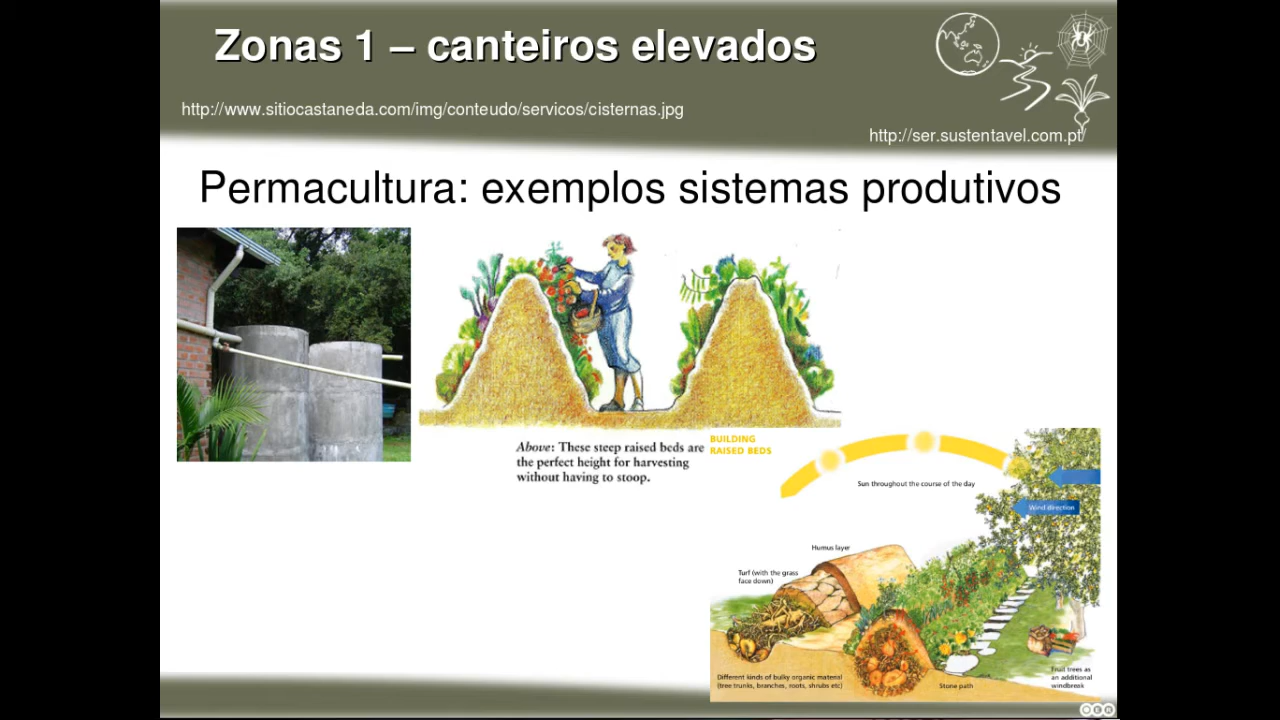 Zonas 1 – canteiros elevados
http://www.sitiocastaneda.com/img/conteudo/servicos/cisternas.jpg
http://ser.sustentavel.com.pt/
Permacultura: exemplos sistemas produtivos
Above: These steep raised beds are
the perfect height for harvesting
without having to stoop.
BUILDING
RAISED BEDS
Sun throughout the course of the day
Wind direction
Humus layer
Turf (with the grass
face down)
Different kinds of bulky organic material
(tree trunks, branches, roots, shrubs etc)
Stone path
Fruit trees as
an additional
windbreak